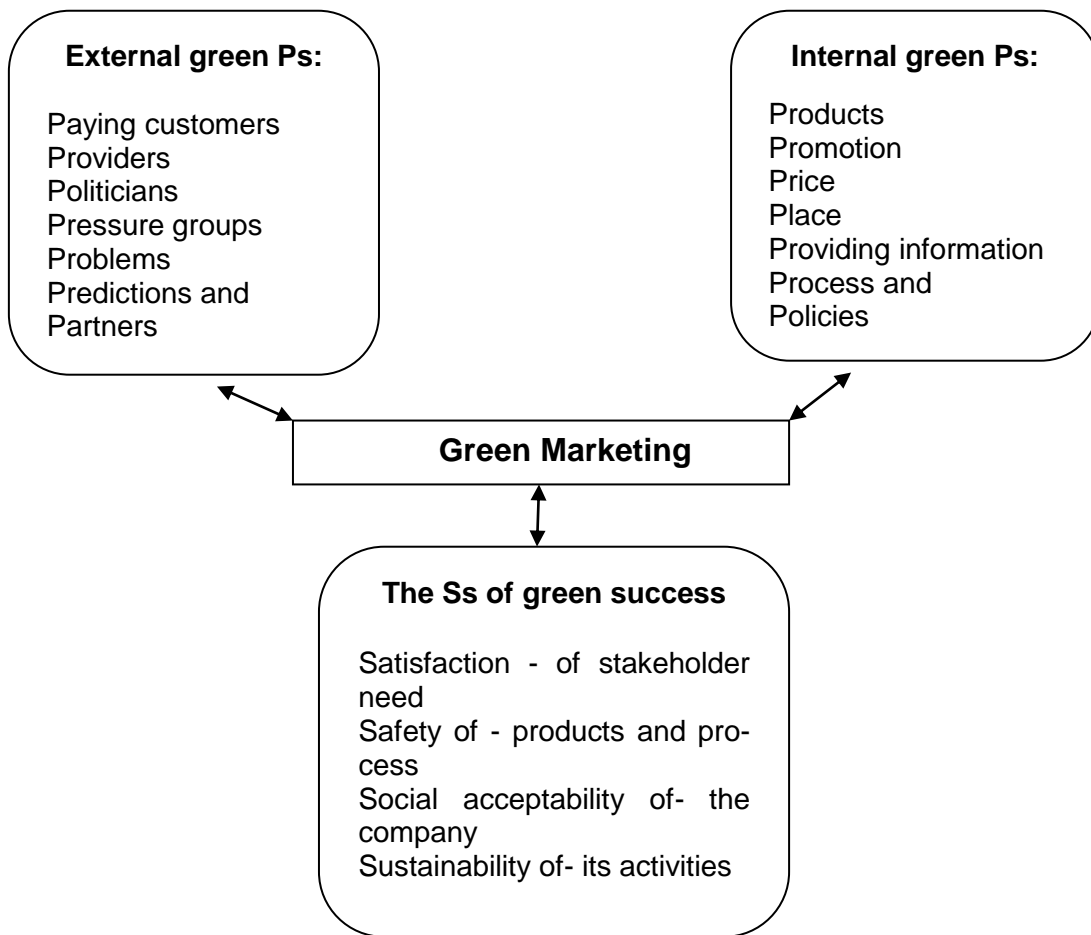 External green Ps:
Paying customers
Providers
Politicians
Pressure groups
Problems
Predictions and
Partners
Internal green Ps:
Products
Promotion
Price
Place
Providing information
Process and
Policies
Green Marketing
The Ss of green success
Satisfaction - of stakeholder
need
Safety of - products and pro-
cess
Social acceptability of- the
company
Sustainability of- its activities